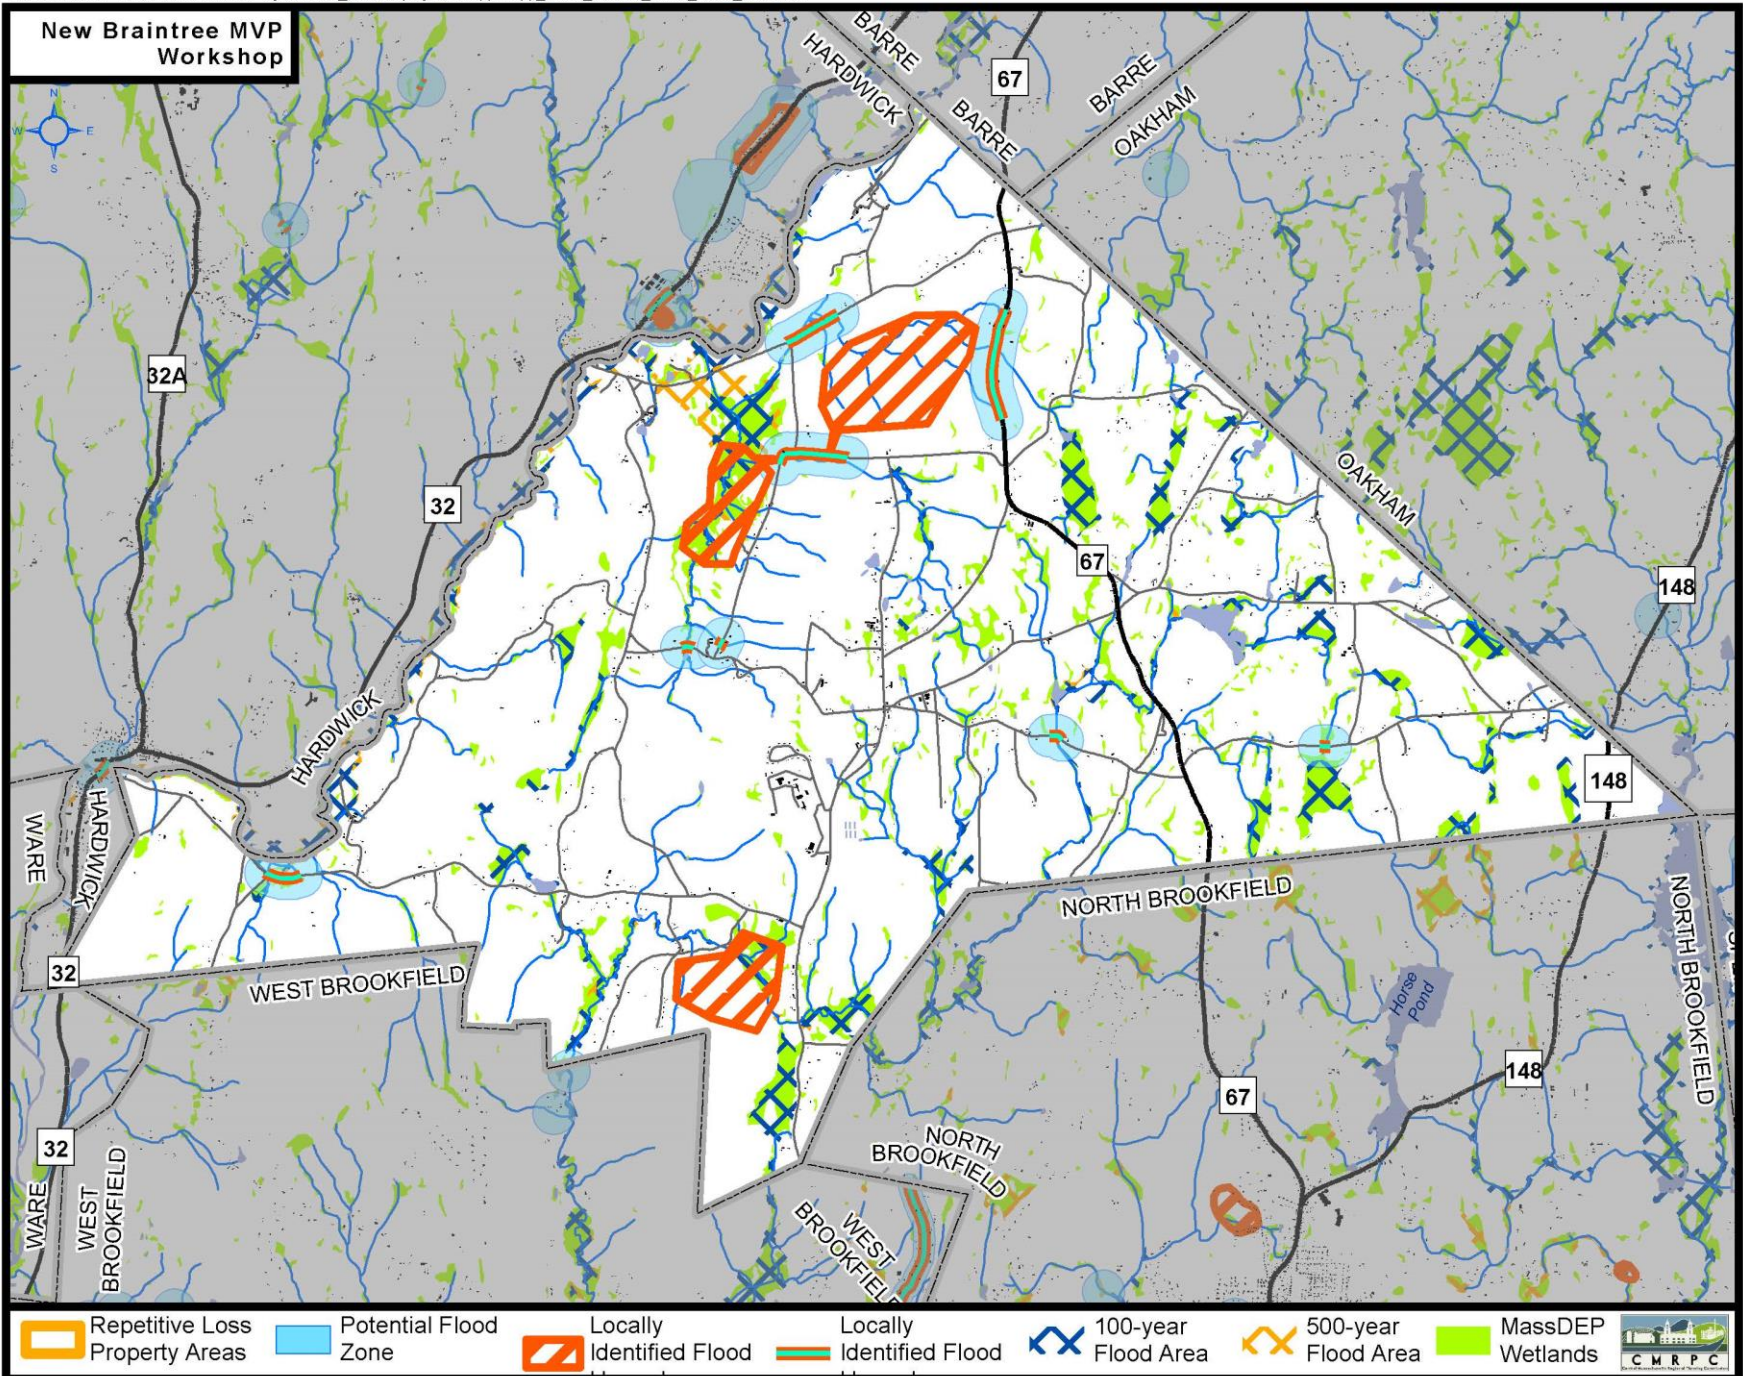 New Braintree MVP
Workshop
N
W
E
S
BARRE
HARDWICK
67
BARRE
BARRE
OAKHAM
32A
32
OAKHAM
67
148
HARDWICK
148
WARE
HARDWICK
NORTH BROOKFIELD
32
WEST BROOKFIELD
Horse
Pond
NORTH BROOKFIELD
148
67
32
NORTH
BROOKFIELD
WARE
WEST
BROOKFIELD
WEST
BROOKFIELD
Repetitive Loss
Property Areas
Potential Flood
Zone
Locally
Identified Flood
Locally
Identified Flood
100-year
Flood Area
500-year
Flood Area
MassDEP
Wetlands
CMRPC